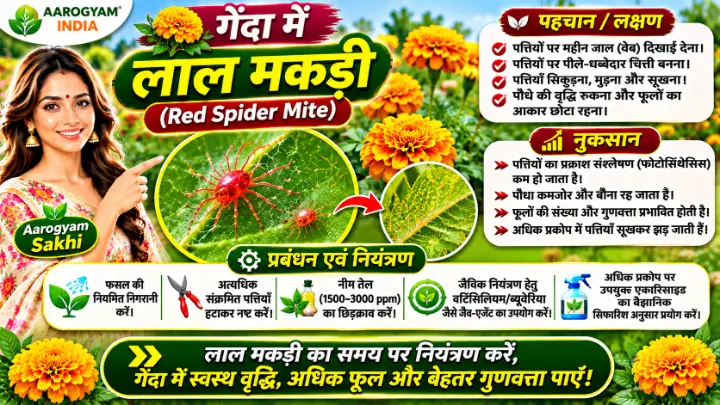 AAROGYAM®
INDIA
गेंदा में
लाल मकड़ी
(Red Spider Mite)
पहचान / लक्षण
पत्तियों पर महीन जाल (वेब) दिखाई देना।
पत्तियों पर पीले-धब्बेदार चित्ती बनना।
पत्तियाँ सिकुड़ना, मुड़ना और सूखना।
पौधे की वृद्धि रुकना और फूलों का
आकार छोटा रहना।
नुकसान
पत्तियों का प्रकाश संश्लेषण (फोटोसिंथेसिस)
कम हो जाता है।
पौधा कमजोर और बौना रह जाता है।
फूलों की संख्या और गुणवत्ता प्रभावित होती है।
अधिक प्रकोप में पत्तियाँ सूखकर झड़ जाती हैं।
Aarogyam
Sakhi
प्रबंधन एवं नियंत्रण
फसल की
नियमित निगरानी
करें।
अत्यधिक
संक्रमित पत्तियाँ
हटाकर नष्ट करें।
नीम तेल
(1500-3000 ppm)
का छिड़काव करें।
जैविक नियंत्रण हेतु
वर्टिसिलियम/ब्यूवेरिया
जैसे जैव-एजेंट का उपयोग करें।
अधिक प्रकोप पर
उपयुक्त एकारिसाइड
का वैज्ञानिक
सिफारिश अनुसार प्रयोग करें।
लाल मकड़ी का समय पर नियंत्रण करें,
गेंदा में स्वस्थ वृद्धि, अधिक फूल और बेहतर गुणवत्ता पाएँ!